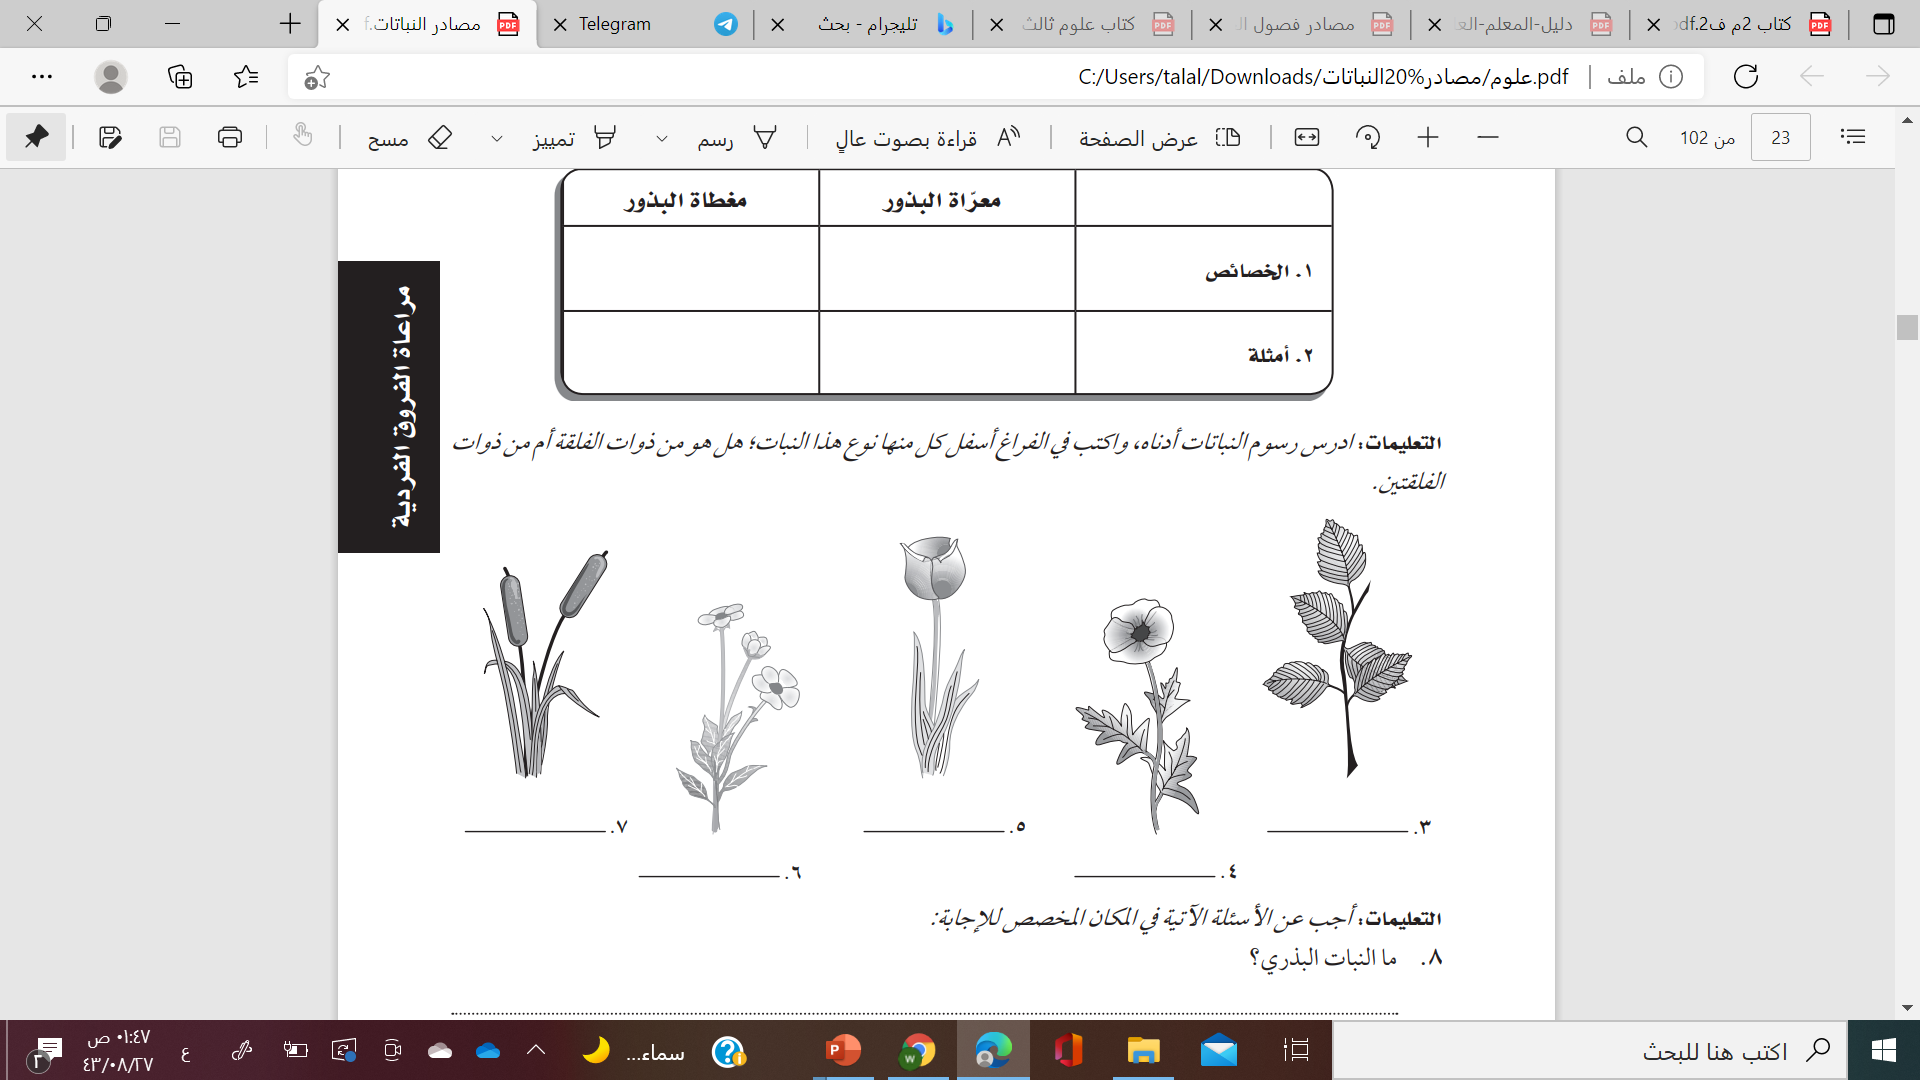 كتاب 2م ف2.pdf
دليل-المعلم-الع
مصادر فصول ال
كتاب علوم ثالث
تليجرام - بحث
Telegram
مصادر النباتات.f
ملف
C:/Users/talal/Downloads/علوم/مصادر%20النباتات.pdf
23
من 102
عرض الصفحة
قراءة بصوت عالٍ
رسم
تمييز
مسح
معرّاة البذور
مغطاة البذور
١. الخصائص
٢. أمثلة
مراعاة الفروق الفردية
التعليمات: ادرس رسوم النباتات أدناه، واكتب في الفراغ أسفل كل منها نوع هذا النبات؛ هل هو من ذوات الفلقة أم من ذوات
الفلقتين.
٣.
٤.
٥.
٦.
٧.
التعليمات: أجب عن الأسئلة الآتية في المكان المخصص للإجابة:
٨. ما النبات البذري؟
اكتب هنا للبحث
سماء...
ع
٠١:٤٧ ص
٤٣/٠٨/٢٧
٣